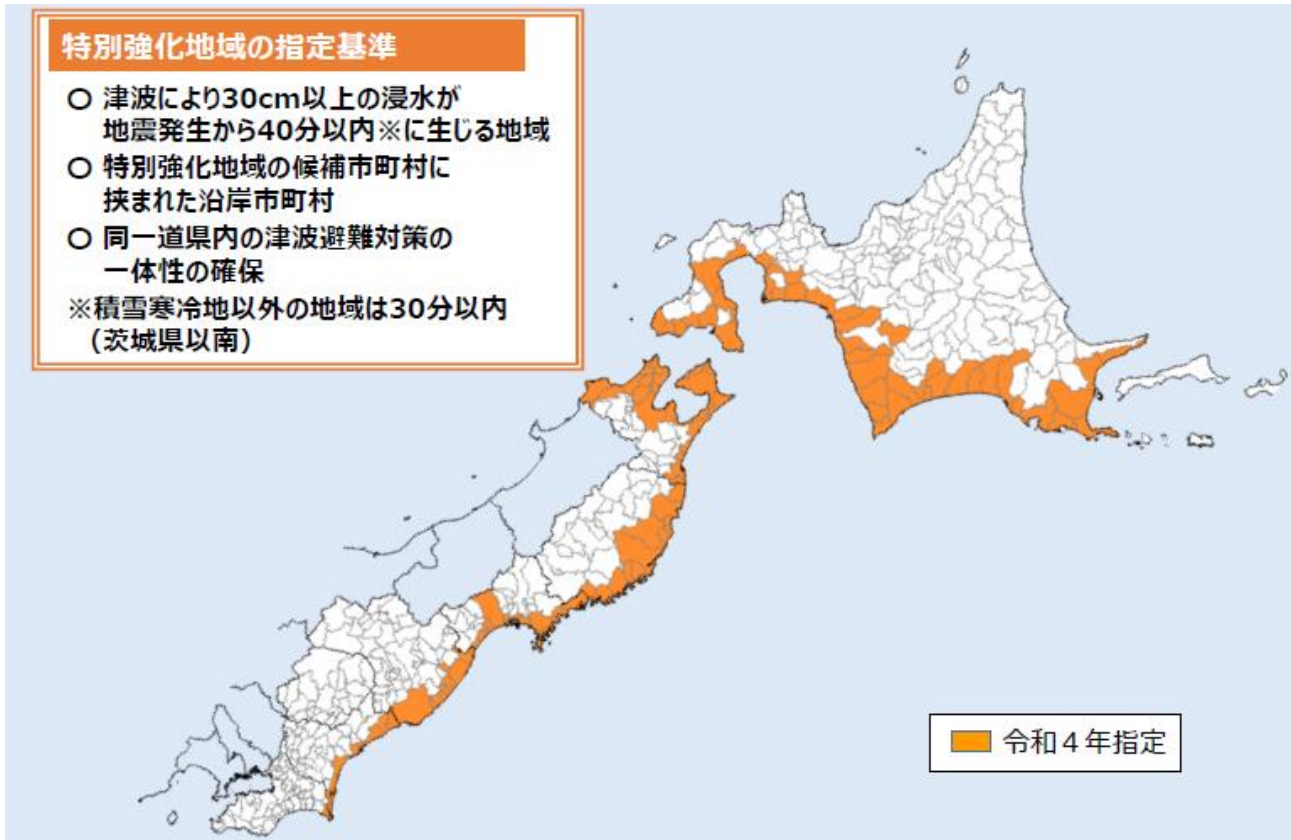 特別強化地域の指定基準
〇 津波により30cm以上の浸水が
地震発生から40分以内※に生じる地域
〇 特別強化地域の候補市町村に
挟まれた沿岸市町村
〇 同一道県内の津波避難対策の
一体性の確保
※積雪寒冷地以外の地域は30分以内
(茨城県以南)
令和４年指定